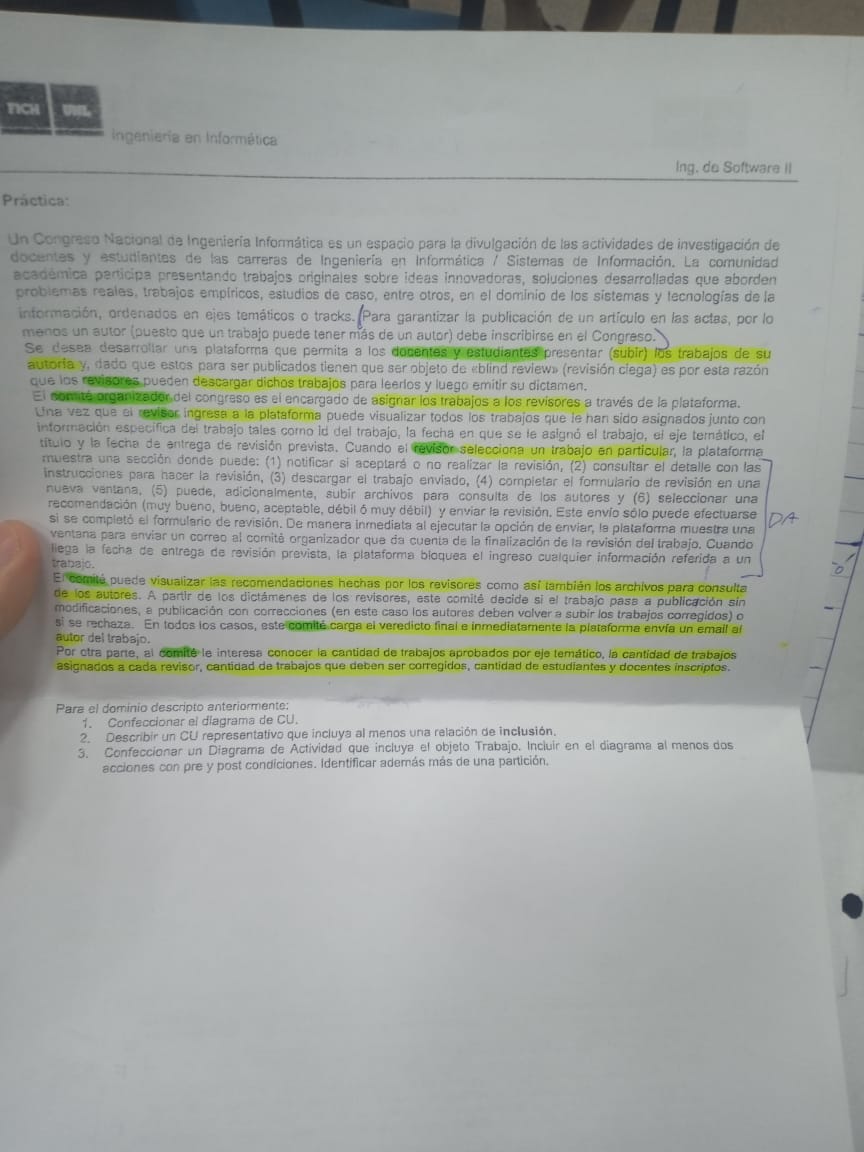 FICH UNL
Ingeniería en Informática
Ing. de Software II
Práctica:
Un Congreso Nacional de Ingeniería Informática es un espacio para la divulgación de las actividades de investigación de
docentes y estudiantes de las carreras de Ingeniería en Informática / Sistemas de Información. La comunidad
académica participa presentando trabajos originales sobre ideas innovadoras, soluciones desarrolladas que aborden
problemas reales, trabajos empíricos, estudios de caso, entre otros, en el dominio de los sistemas y tecnologías de la
información, ordenados en ejes temáticos o tracks. (Para garantizar la publicación de un artículo en las actas, por lo
menos un autor (puesto que un trabajo puede tener más de un autor) debe inscribirse en el Congreso.)
Se desea desarrollar una plataforma que permita a los docentes y estudiantes presentar (subir) los trabajos de su
autoría y, dado que estos para ser publicados tienen que ser objeto de «blind review» (revisión ciega) es por esta razón
que los revisores pueden descargar dichos trabajos para leerlos y luego emitir su dictamen.
El comité organizador del congreso es el encargado de asignar los trabajos a los revisores a través de la plataforma.
Una vez que el revisor ingresa a la plataforma puede visualizar todos los trabajos que le han sido asignados junto con
información específica del trabajo tales como id del trabajo, la fecha en que se le asignó el trabajo, el eje temático, el
título y la fecha de entrega de revisión prevista. Cuando el revisor selecciona un trabajo en particular, la plataforma
muestra una sección donde puede: (1) notificar si aceptará o no realizar la revisión, (2) consultar el detalle con las
instrucciones para hacer la revisión, (3) descargar el trabajo enviado, (4) completar el formulario de revisión en una
nueva ventana, (5) puede, adicionalmente, subir archivos para consulta de los autores y (6) seleccionar una
recomendación (muy bueno, bueno, aceptable, débil ó muy débil) y enviar la revisión. Este envío sólo puede efectuarse
si se completó el formulario de revisión. De manera inmediata al ejecutar la opción de enviar, la plataforma muestra una
DA
ventana para enviar un correo al comité organizador que da cuenta de la finalización de la revisión del trabajo. Cuando
llega la fecha de entrega de revisión prevista, la plataforma bloquea el ingreso cualquier información referida a un
trabajo.
El comité puede visualizar las recomendaciones hechas por los revisores como así también los archivos para consulta
de los autores. A partir de los dictámenes de los revisores, este comité decide si el trabajo pasa a publicación sin
modificaciones, a publicación con correcciones (en este caso los autores deben volver a subir los trabajos corregidos) o
si se rechaza. En todos los casos, este comité carga el veredicto final e inmediatamente la plataforma envía un email al
autor del trabajo.
Por otra parte, al comité le interesa conocer la cantidad de trabajos aprobados por eje temático, la cantidad de trabajos
asignados a cada revisor, cantidad de trabajos que deben ser corregidos, cantidad de estudiantes y docentes inscriptos.
Para el dominio descripto anteriormente:
1. Confeccionar el diagrama de CU.
2. Describir un CU representativo que incluya al menos una relación de inclusión.
3. Confeccionar un Diagrama de Actividad que incluya el objeto Trabajo. Incluir en el diagrama al menos dos
acciones con pre y post condiciones. Identificar además más de una partición.